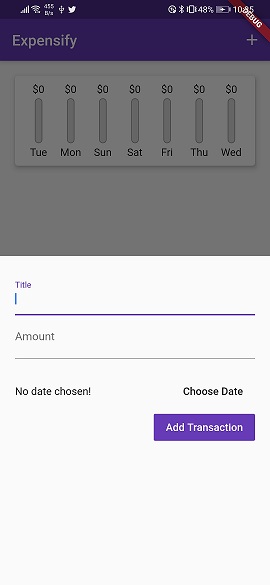 455 B/s 48% 10:35
DEBUG
Expensify
$0 $0 $0 $0 $0 $0 $0
Tue Mon Sun Sat Fri Thu Wed
Title
Amount
No date chosen! Choose Date
Add Transaction